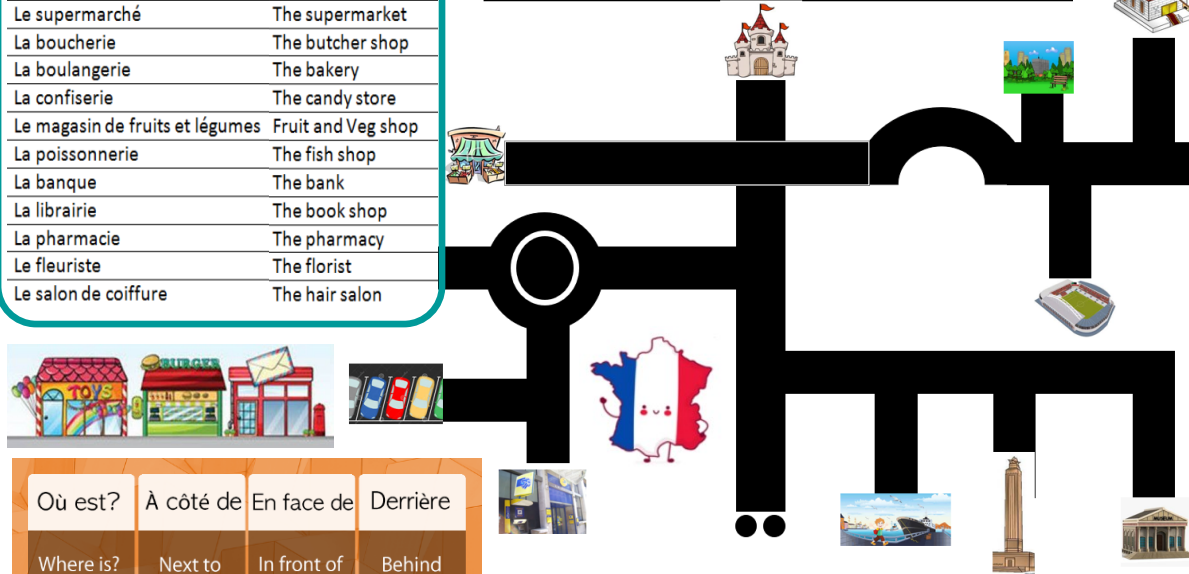 Le supermarché The supermarket
La boucherie The butcher shop
La boulangerie The bakery
La confiserie The candy store
Le magasin de fruits et légumes Fruit and Veg shop
La poissonnerie The fish shop
La banque The bank
La librairie The book shop
La pharmacie The pharmacy
Le fleuriste The florist
Le salon de coiffure The hair salon
TOYS BURGER
Où est? À côté de En face de Derrière
Where is? Next to In front of Behind